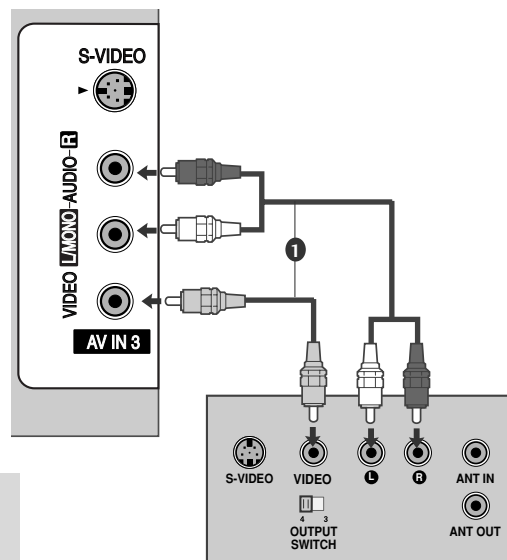 S-VIDEO
VIDEO L/MONO-AUDIO-R
AV IN 3
1
S-VIDEO VIDEO L R ANT IN
4 3
OUTPUT
SWITCH
ANT OUT